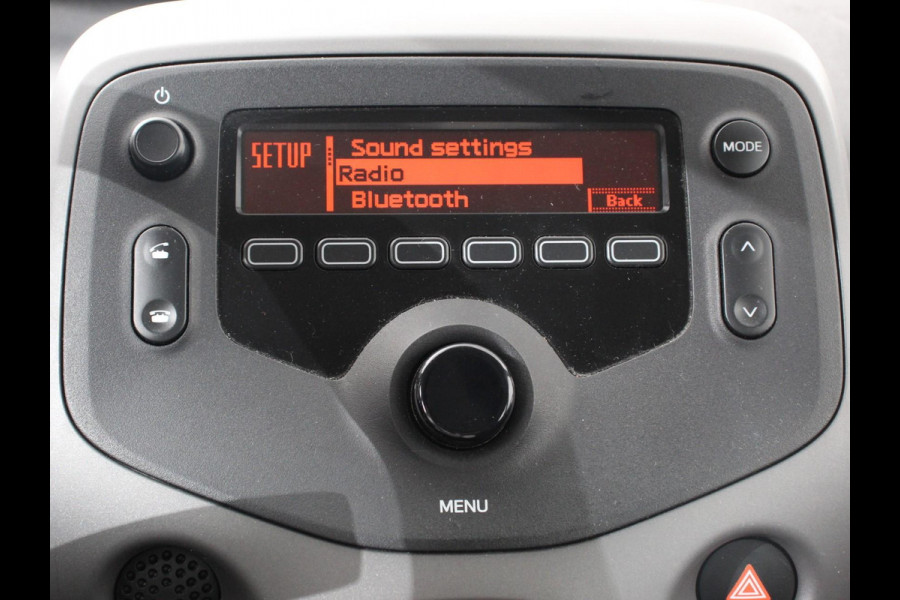 SETUP
Sound settings
Radio
Bluetooth
Back
MODE
MENU